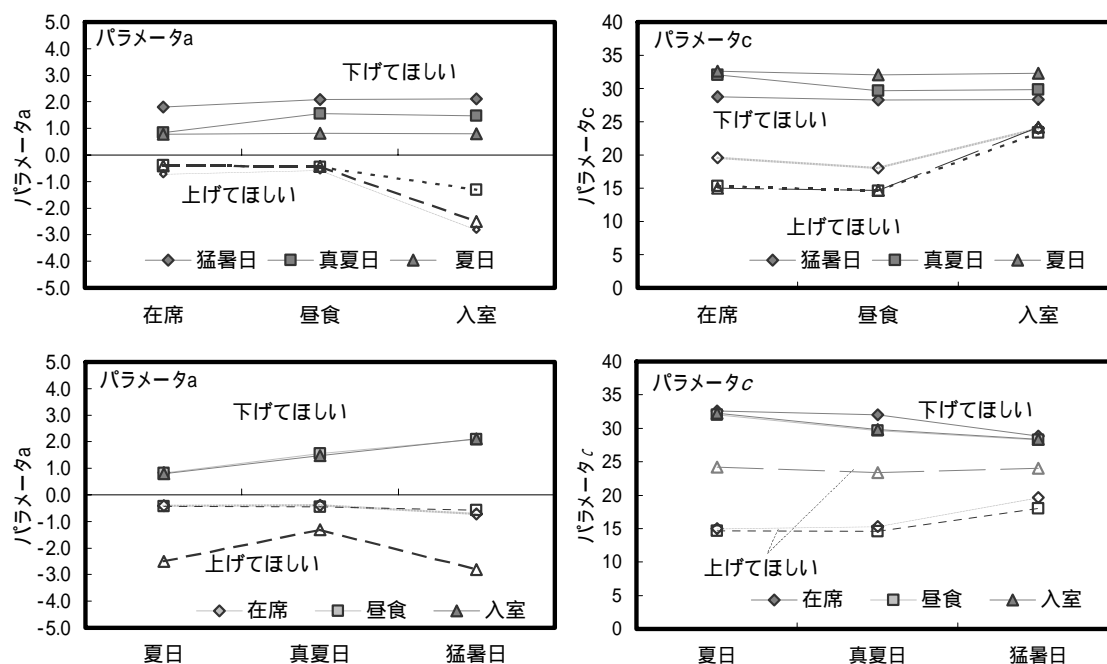 パラメータa
パラメータa
5.0
4.0
3.0
2.0
1.0
0.0
-1.0
-2.0
-3.0
-4.0
-5.0
下げてほしい
上げてほしい
猛暑日 真夏日 夏日
在席 昼食 入室
パラメータc
パラメータc
40
35
30
25
20
15
10
5
0
下げてほしい
上げてほしい
猛暑日 真夏日 夏日
在席 昼食 入室
パラメータa
パラメータa
5.0
4.0
3.0
2.0
1.0
0.0
-1.0
-2.0
-3.0
-4.0
-5.0
下げてほしい
上げてほしい
在席 昼食 入室
夏日 真夏日 猛暑日
パラメータc
パラメータc
40
35
30
25
20
15
10
5
0
下げてほしい
上げてほしい
在席 昼食 入室
夏日 真夏日 猛暑日